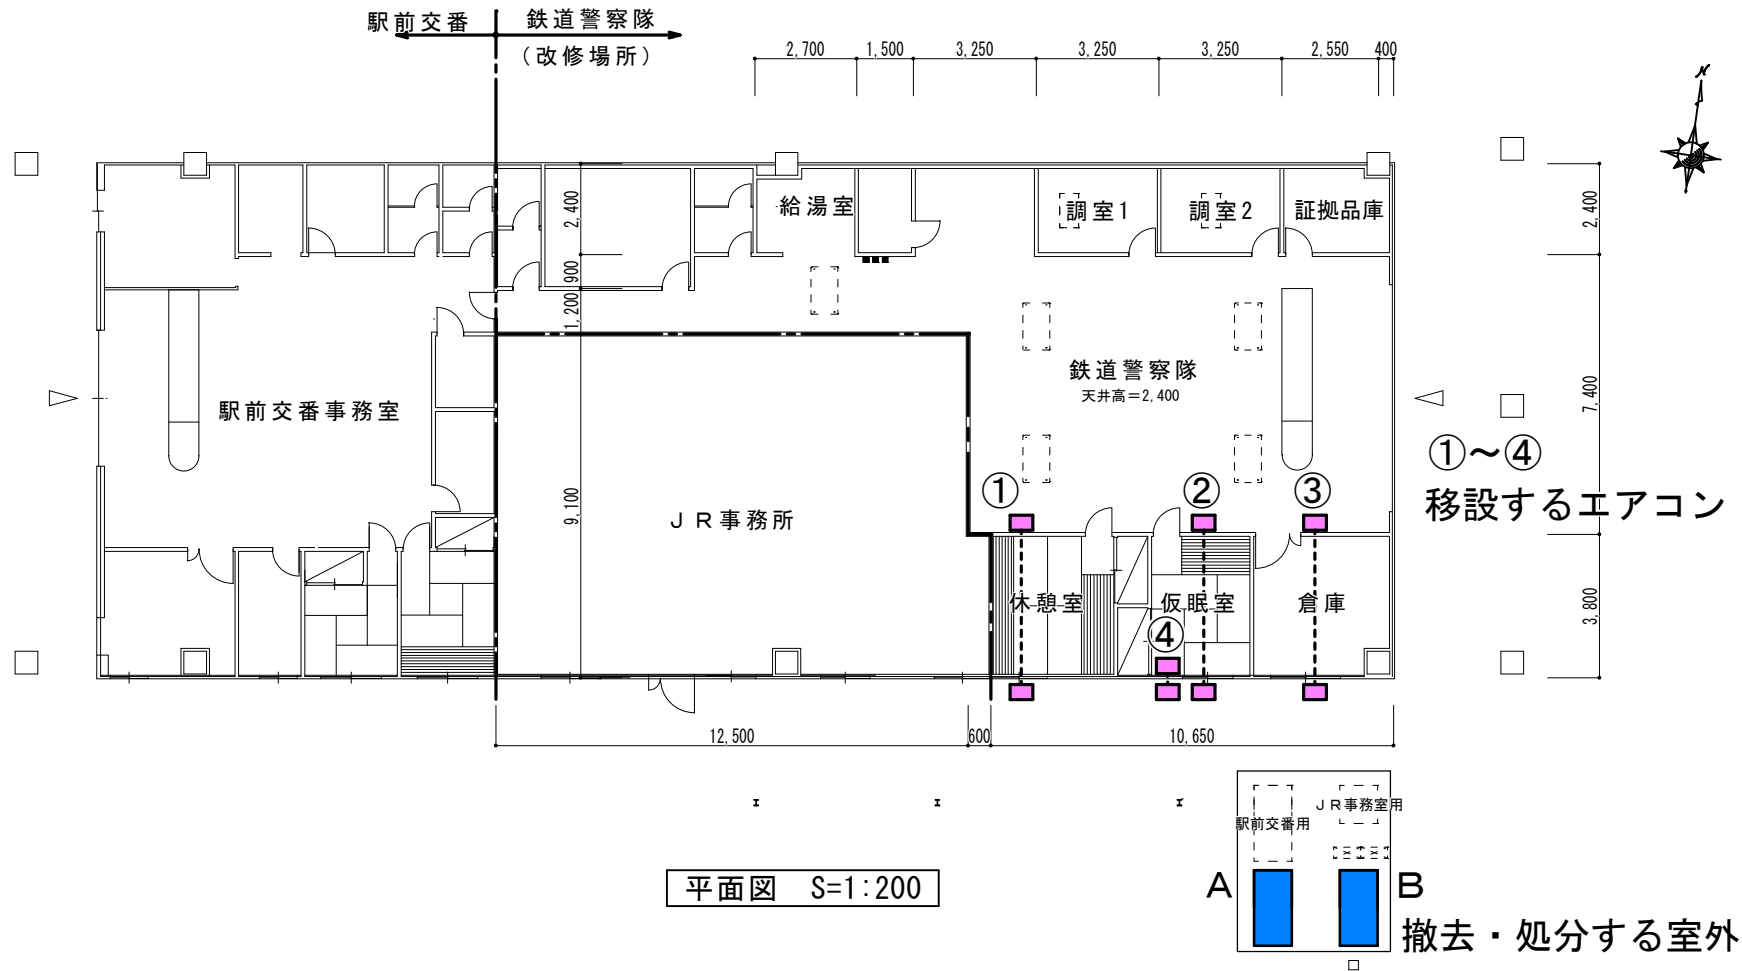 駅前交番 鉄道警察隊
(改修場所)
2,700 1,500 3,250 3,250 3,250 2,550 400
N
給湯室 調室1 調室2 証拠品庫
2,400
900
1,200
9,100
2,400
7,400
3,800
鉄道警察隊
天井高=2,400
駅前交番事務室
JR事務所
①~④
移設するエアコン
① ② ③
休憩室 仮眠室 倉庫
④
12,500 600 10,650
JR事務室用
駅前交番用
平面図 S=1:200
A B
撤去・処分する室外